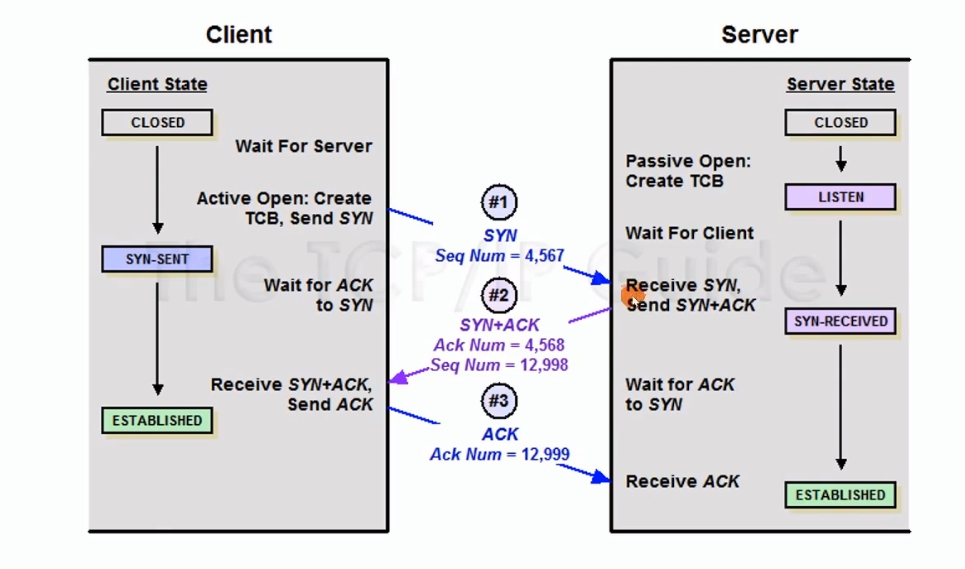 Client
Server
Client State
CLOSED
Wait For Server
Active Open: Create
TCB, Send SYN
SYN-SENT
Wait for ACK
to SYN
Receive SYN+ACK,
Send ACK
ESTABLISHED
#1
SYN
Seq Num = 4,567
#2
SYN+ACK
Ack Num = 4,568
Seq Num = 12,998
#3
ACK
Ack Num = 12,999
Server State
CLOSED
Passive Open:
Create TCB
LISTEN
Wait For Client
Receive SYN,
Send SYN+ACK
SYN-RECEIVED
Wait for ACK
to SYN
Receive ACK
ESTABLISHED
The TCP/IP Guide